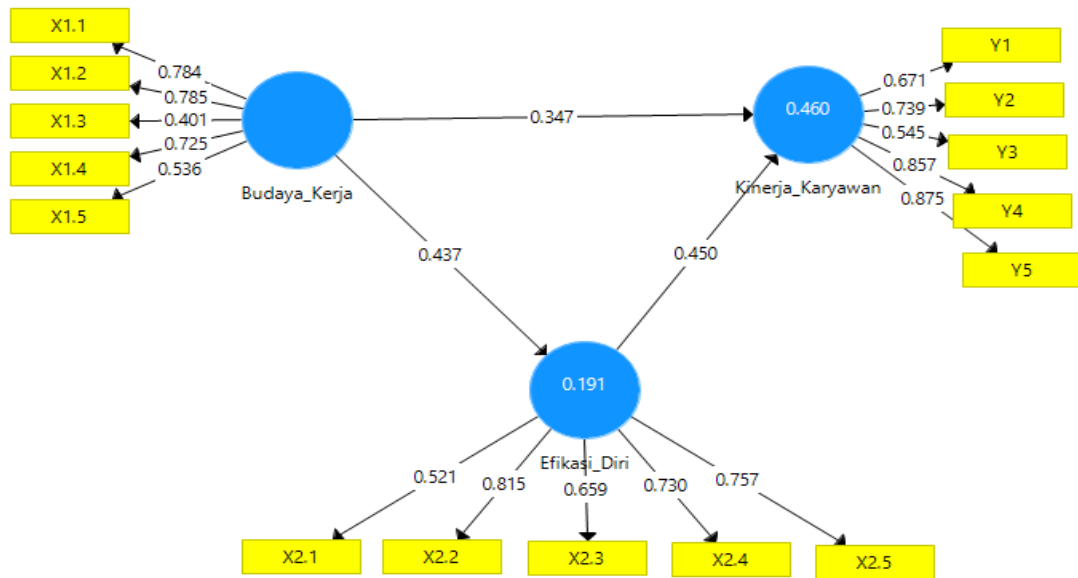 X1.1
X1.2
X1.3
X1.4
X1.5
0.784
0.785
0.401
0.725
0.536
Budaya_Kerja
0.347
0.437
0.460
Kinerja_Karyawan
0.671
0.739
0.545
0.857
0.875
Y1
Y2
Y3
Y4
Y5
0.450
0.191
Efikasi_Diri
0.521
0.815
0.659
0.730
0.757
X2.1
X2.2
X2.3
X2.4
X2.5